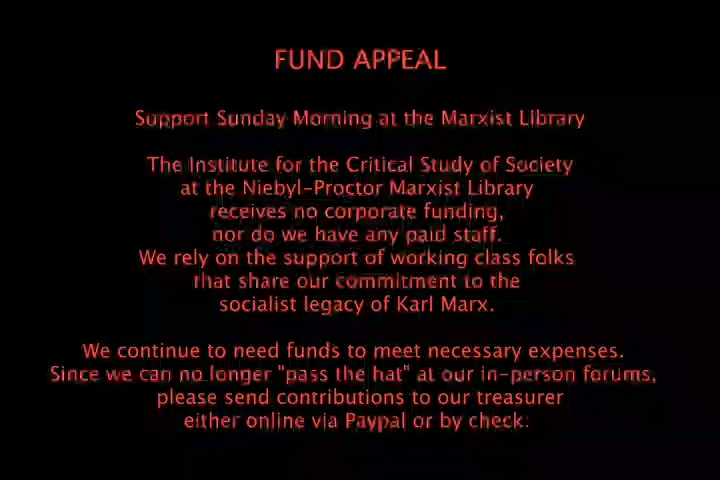 FUND APPEAL
Support Sunday Morning at the Marxist Library
The Institute for the Critical Study of Society
at the Niebyl-Proctor Marxist Library
receives no corporate funding,
nor do we have any paid staff.
We rely on the support of working class folks
that share our commitment to the
socialist legacy of Karl Marx.
We continue to need funds to meet necessary expenses.
Since we can no longer "pass the hat" at our in-person forums,
please send contributions to our treasurer
either online via Paypal or by check: